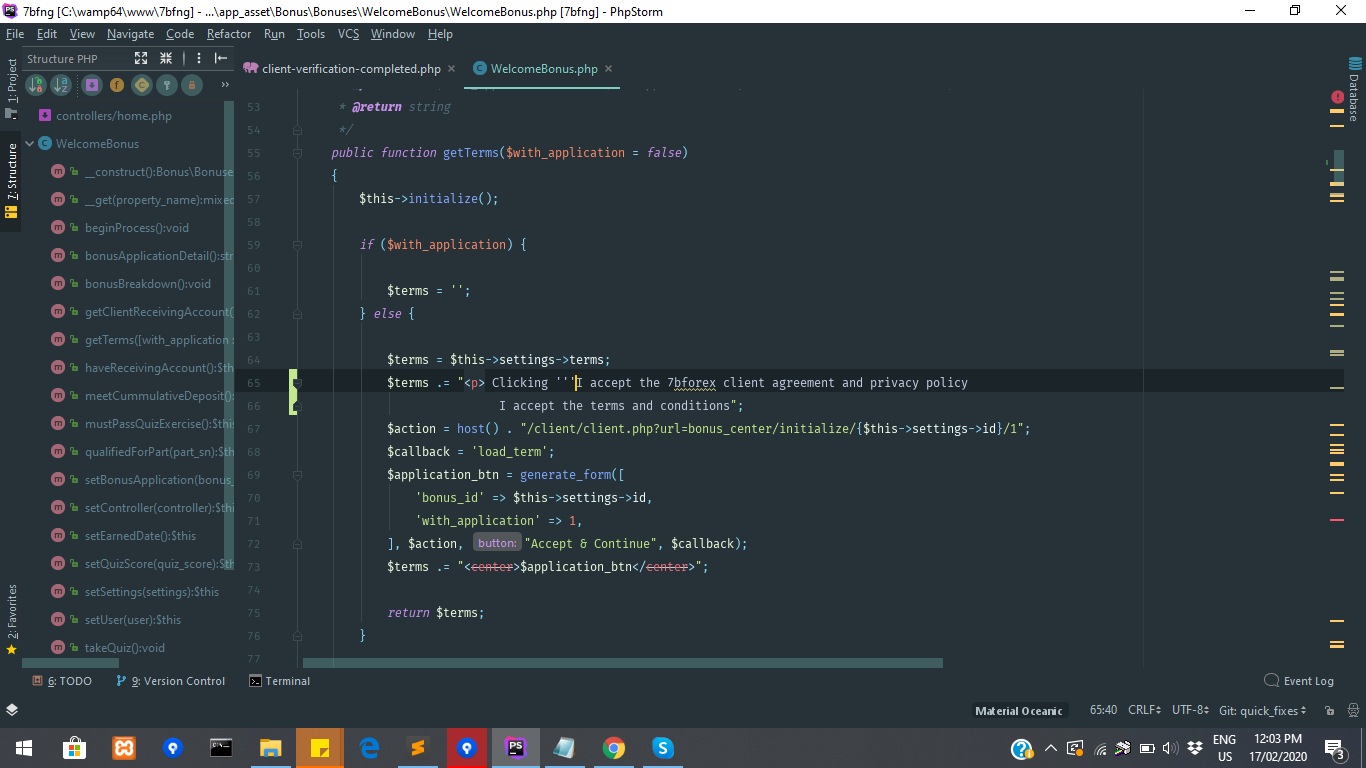 7bfng [C:\wamp64\www\7bfng] - ...\app_asset\Bonus\Bonuses\WelcomeBonus\WelcomeBonus.php [7bfng] - PhpStorm
File Edit View Navigate Code Refactor Run Tools VCS Window Help
Structure PHP
client-verification-completed.php
WelcomeBonus.php
1: Project
7: Structure
2: Favorites
Database
controllers/home.php
WelcomeBonus
__construct():Bonus\Bonuse
__get(property_name):mixed
beginProcess():void
bonusApplicationDetail():str
bonusBreakdown():void
getClientReceivingAccount(
getTerms([with_application :
haveReceivingAccount():$th
meetCummulativeDeposit():
mustPassQuizExercise():$thi
qualifiedForPart(part_sn):$th
setBonusApplication(bonus_
setController(controller):$thi
setEarnedDate():$this
setQuizScore(quiz_score):$th
setSettings(settings):$this
setUser(user):$this
takeQuiz():void
53 * @return string
54 */
55 public function getTerms($with_application = false)
56 {
57 $this->initialize();
58
59 if ($with_application) {
60
61 $terms = '';
62 } else {
63
64 $terms = $this->settings->terms;
65 $terms .= "<p> Clicking '''I accept the 7bforex client agreement and privacy policy
66 I accept the terms and conditions";
67 $action = host() . "/client/client.php?url=bonus_center/initialize/{$this->settings->id}/1";
68 $callback = 'load_term';
69 $application_btn = generate_form([
70 'bonus_id' => $this->settings->id,
71 'with_application' => 1,
72 ], $action, button: "Accept & Continue", $callback);
73 $terms .= "<center>$application_btn</center>";
74
75 return $terms;
76 }
77
6: TODO 9: Version Control Terminal Event Log
Material Oceanic 65:40 CRLF UTF-8 Git: quick_fixes
ENG
US
12:03 PM
17/02/2020
3